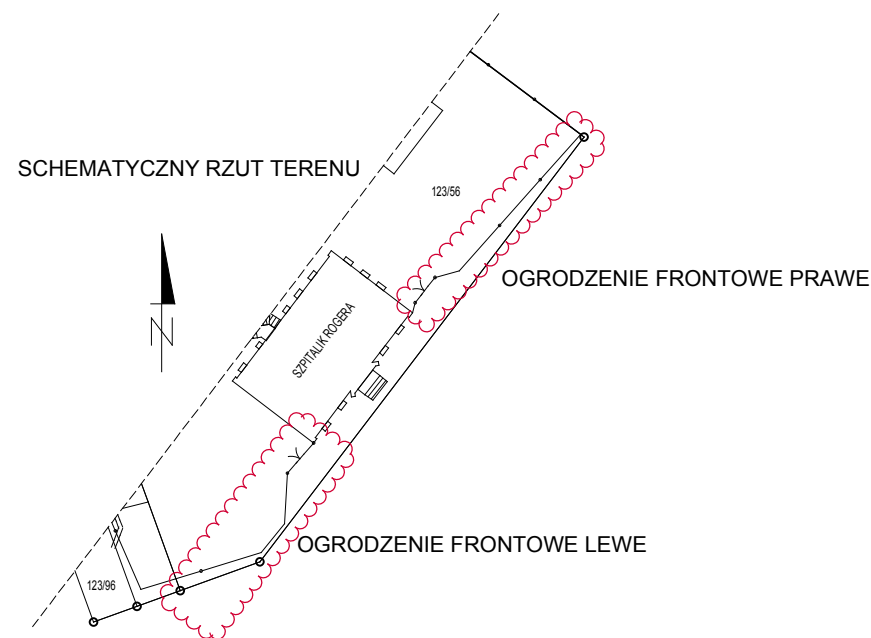 SCHEMATYCZNY RZUT TERENU
123/56
N
OGRODZENIE FRONTOWE PRAWE
SZPITALIK ROGERA
OGRODZENIE FRONTOWE LEWE
123/96